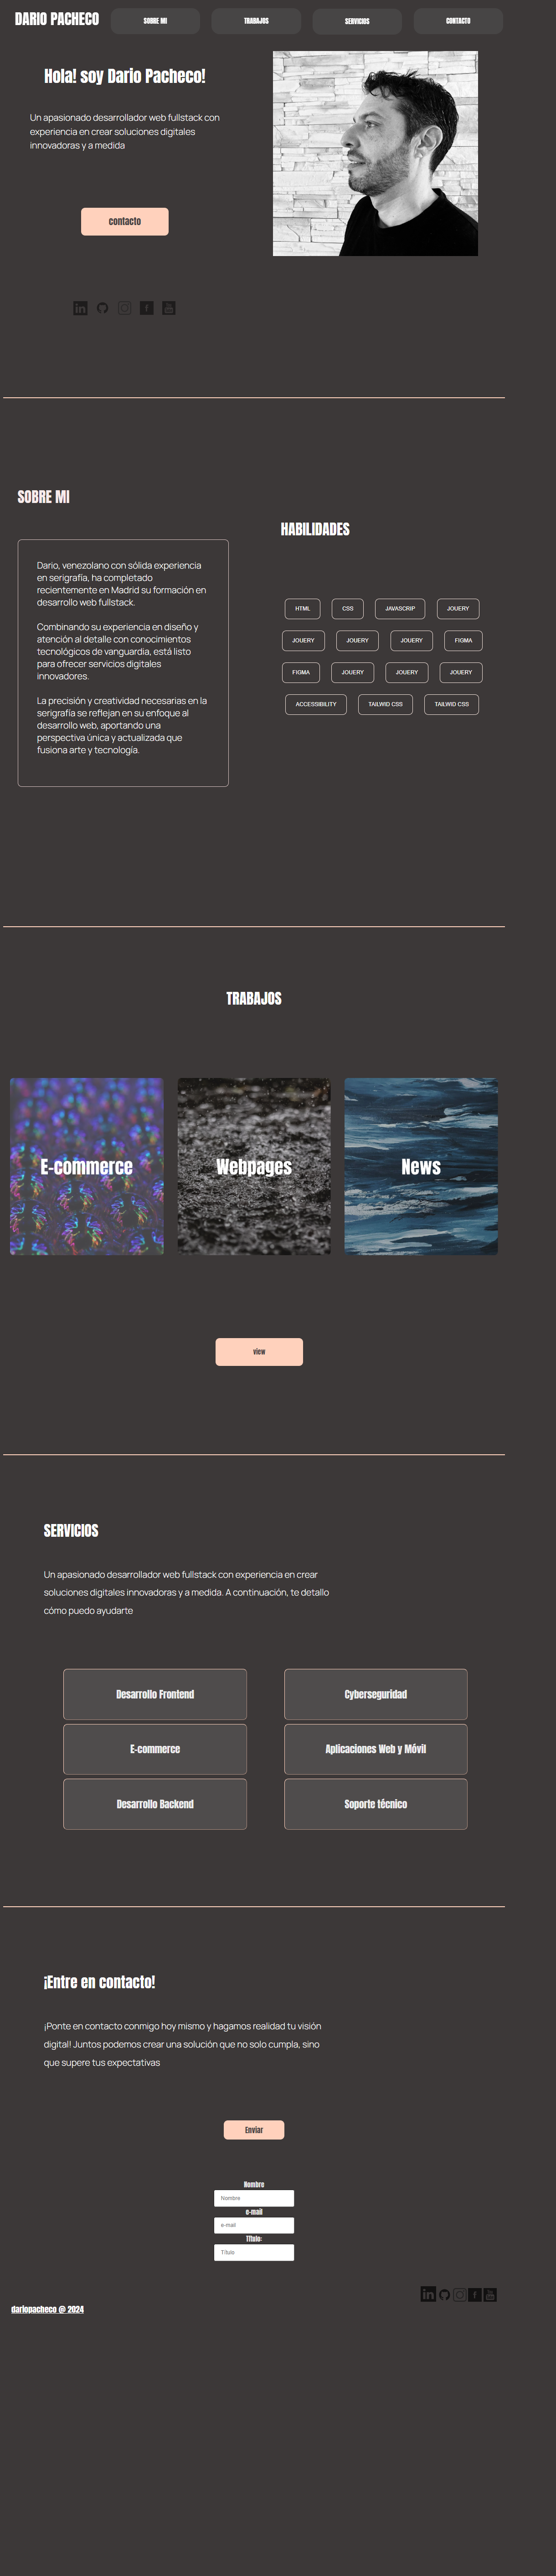 DARIO PACHECO
SOBRE MI
TRABAJOS
SERVICIOS
CONTACTO
Hola! soy Dario Pacheco!
Un apasionado desarrollador web fullstack con
experiencia en crear soluciones digitales
innovadoras y a medida
contacto
SOBRE MI
Dario, venezolano con sólida experiencia
en serigrafía, ha completado
recientemente en Madrid su formación en
desarrollo web fullstack.
Combinando su experiencia en diseño y
atención al detalle con conocimientos
tecnológicos de vanguardia, está listo
para ofrecer servicios digitales
innovadores.
La precisión y creatividad necesarias en la
serigrafía se reflejan en su enfoque al
desarrollo web, aportando una
perspectiva única y actualizada que
fusiona arte y tecnología.
HABILIDADES
HTML
CSS
JAVASCRIP
JOUERY
JOUERY
JOUERY
JOUERY
FIGMA
FIGMA
JOUERY
JOUERY
JOUERY
ACCESSIBILITY
TAILWID CSS
TAILWID CSS
TRABAJOS
E-commerce
Webpages
News
view
SERVICIOS
Un apasionado desarrollador web fullstack con experiencia en crear
soluciones digitales innovadoras y a medida. A continuación, te detallo
cómo puedo ayudarte
Desarrollo Frontend
Cyberseguridad
E-commerce
Aplicaciones Web y Móvil
Desarrollo Backend
Soporte técnico
¡Entre en contacto!
¡Ponte en contacto conmigo hoy mismo y hagamos realidad tu visión
digital! Juntos podemos crear una solución que no solo cumpla, sino
que supere tus expectativas
Enviar
Nombre
Nombre
e-mail
e-mail
Título:
Título
dariopacheco @ 2024